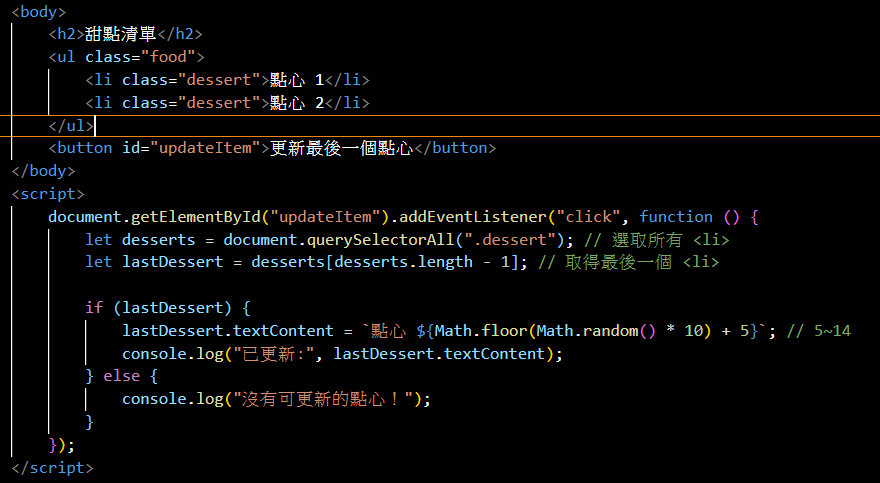 <body>
    <h2>甜點清單</h2>
    <ul class="food">
        <li class="dessert">點心 1</li>
        <li class="dessert">點心 2</li>
    </ul>
    <button id="updateItem">更新最後一個點心</button>
</body>
<script>
    document.getElementById("updateItem").addEventListener("click", function () {
        let desserts = document.querySelectorAll(".dessert"); // 選取所有 <li>
        let lastDessert = desserts[desserts.length - 1]; // 取得最後一個 <li>

        if (lastDessert) {
            lastDessert.textContent = `點心 ${Math.floor(Math.random() * 10) + 5}`; // 5~14
            console.log("已更新:", lastDessert.textContent);
        } else {
            console.log("沒有可更新的點心！");
        }
    });
</script>